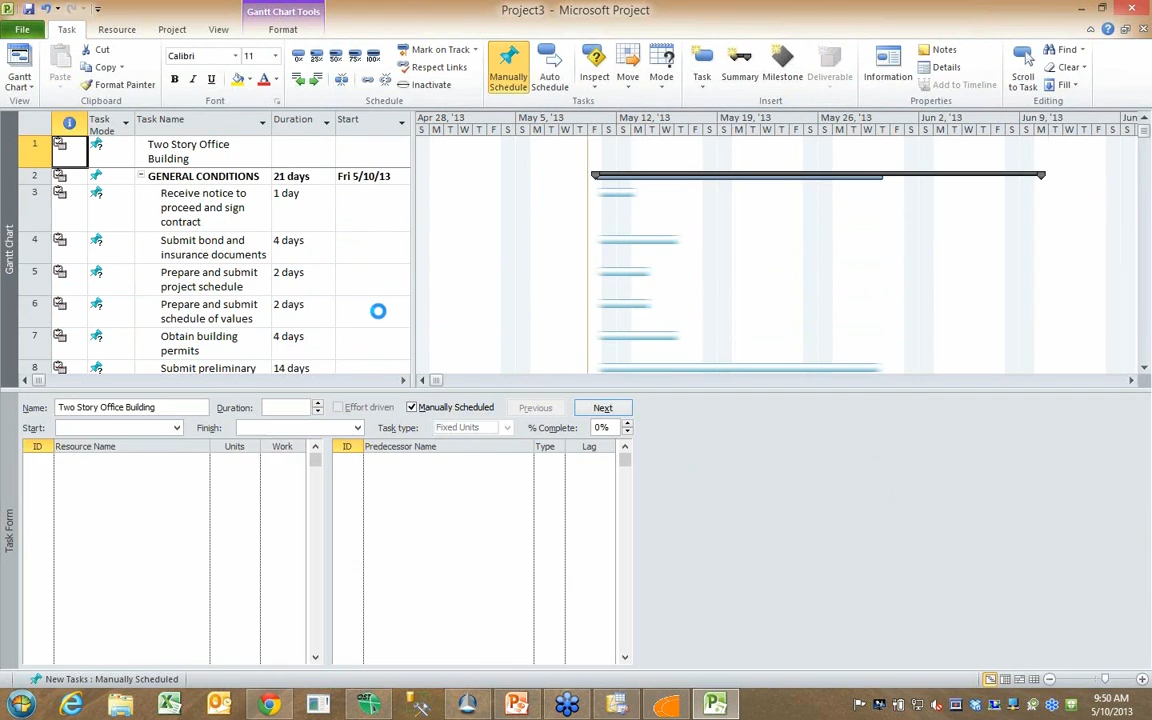 Gantt Chart Tools
Project3 - Microsoft Project
File Task Resource Project View Format
Gantt Chart
View
Paste
Cut
Copy
Format Painter
Clipboard
Calibri 11
B I U A
Font
0% 25% 50% 75% 100%
Mark on Track
Respect Links
Inactivate
Schedule
Manually Schedule
Auto Schedule
Inspect
Move
Mode
Tasks
Task
Summary
Milestone
Deliverable
Insert
Information
Notes
Details
Add to Timeline
Properties
Scroll to Task
Find
Clear
Fill
Editing
Task Mode Task Name Duration Start
Apr 28, '13 May 5, '13 May 12, '13 May 19, '13 May 26, '13 Jun 2, '13 Jun 9, '13 Jun
S M T W T F S S M T W T F S S M T W T F S S M T W T F S S M T W T F S S M T W T F S S M T W T F S S
1 Two Story Office Building
2 GENERAL CONDITIONS 21 days Fri 5/10/13
3 Receive notice to proceed and sign contract 1 day
4 Submit bond and insurance documents 4 days
5 Prepare and submit project schedule 2 days
6 Prepare and submit schedule of values 2 days
7 Obtain building permits 4 days
8 Submit preliminary 14 days
Gantt Chart
Name: Two Story Office Building Duration: Effort driven Manually Scheduled Previous Next
Start: Finish: Task type: Fixed Units % Complete: 0%
ID Resource Name Units Work ID Predecessor Name Type Lag
Task Form
New Tasks : Manually Scheduled
9:50 AM
5/10/2013